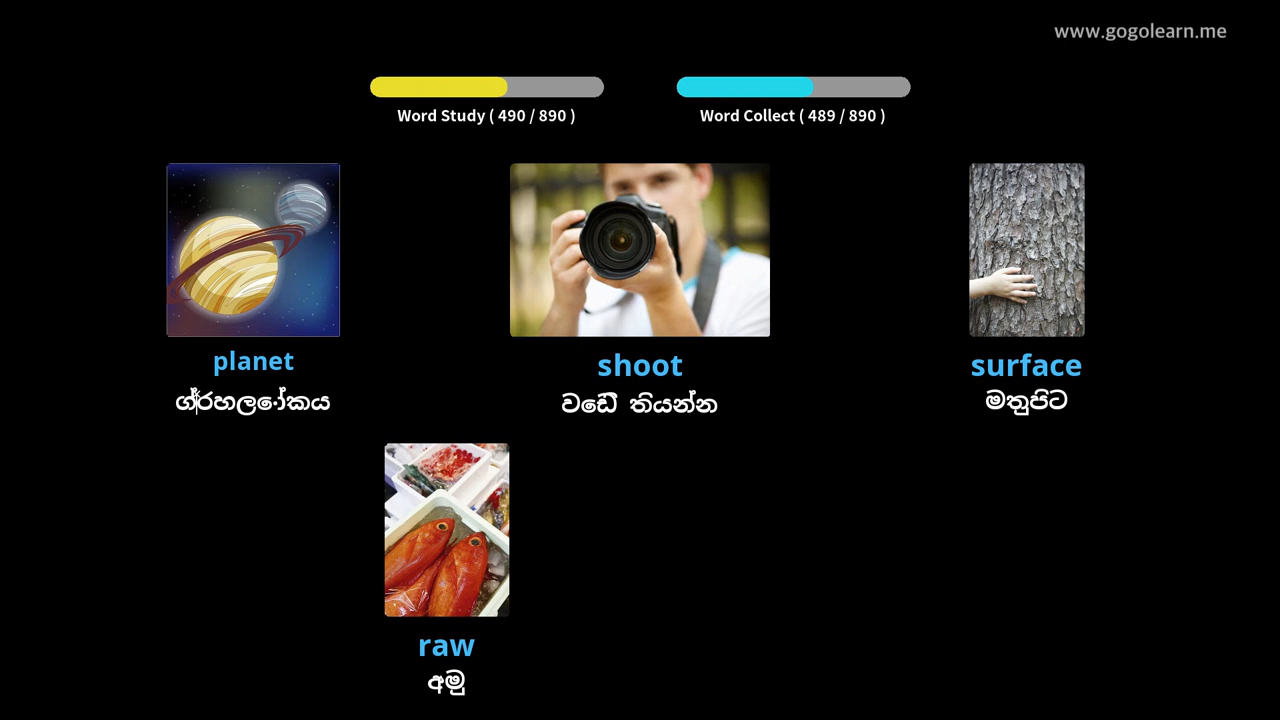 www.gogolearn.me
Word Study ( 490 / 890 )
Word Collect ( 489 / 890 )
planet
ග්රහලෝකය
shoot
වෙඩි තියන්න
surface
මතුපිට
raw
අමු